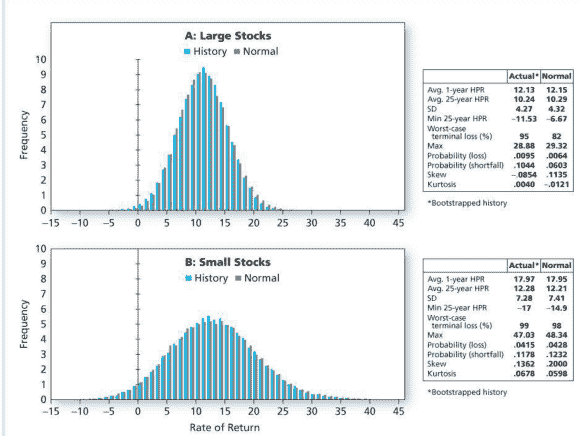 A: Large Stocks
History Normal
Frequency
10
9
8
7
6
5
4
3
2
1
0
−15 −10 −5 0 5 10 15 20 25 30 35 40 45
Actual* Normal
Avg. 1-year HPR 12.13 12.15
Avg. 25-year HPR 10.24 10.29
SD 4.27 4.32
Min 25-year HPR −11.53 −6.67
Worst-case
terminal loss (%) 95 82
Max 28.88 29.32
Probability (loss) .0095 .0064
Probability (shortfall) .1044 .0603
Skew −.0854 .1135
Kurtosis .0040 −.0121
*Bootstrapped history
B: Small Stocks
History Normal
Frequency
10
9
8
7
6
5
4
3
2
1
0
−15 −10 −5 0 5 10 15 20 25 30 35 40 45
Rate of Return
Actual* Normal
Avg. 1-year HPR 17.97 17.95
Avg. 25-year HPR 12.28 12.21
SD 7.28 7.41
Min 25-year HPR −17 −14.9
Worst-case
terminal loss (%) 99 98
Max 47.03 48.34
Probability (loss) .0415 .0428
Probability (shortfall) .1178 .1232
Skew .1362 .2000
Kurtosis .0678 .0598
*Bootstrapped history